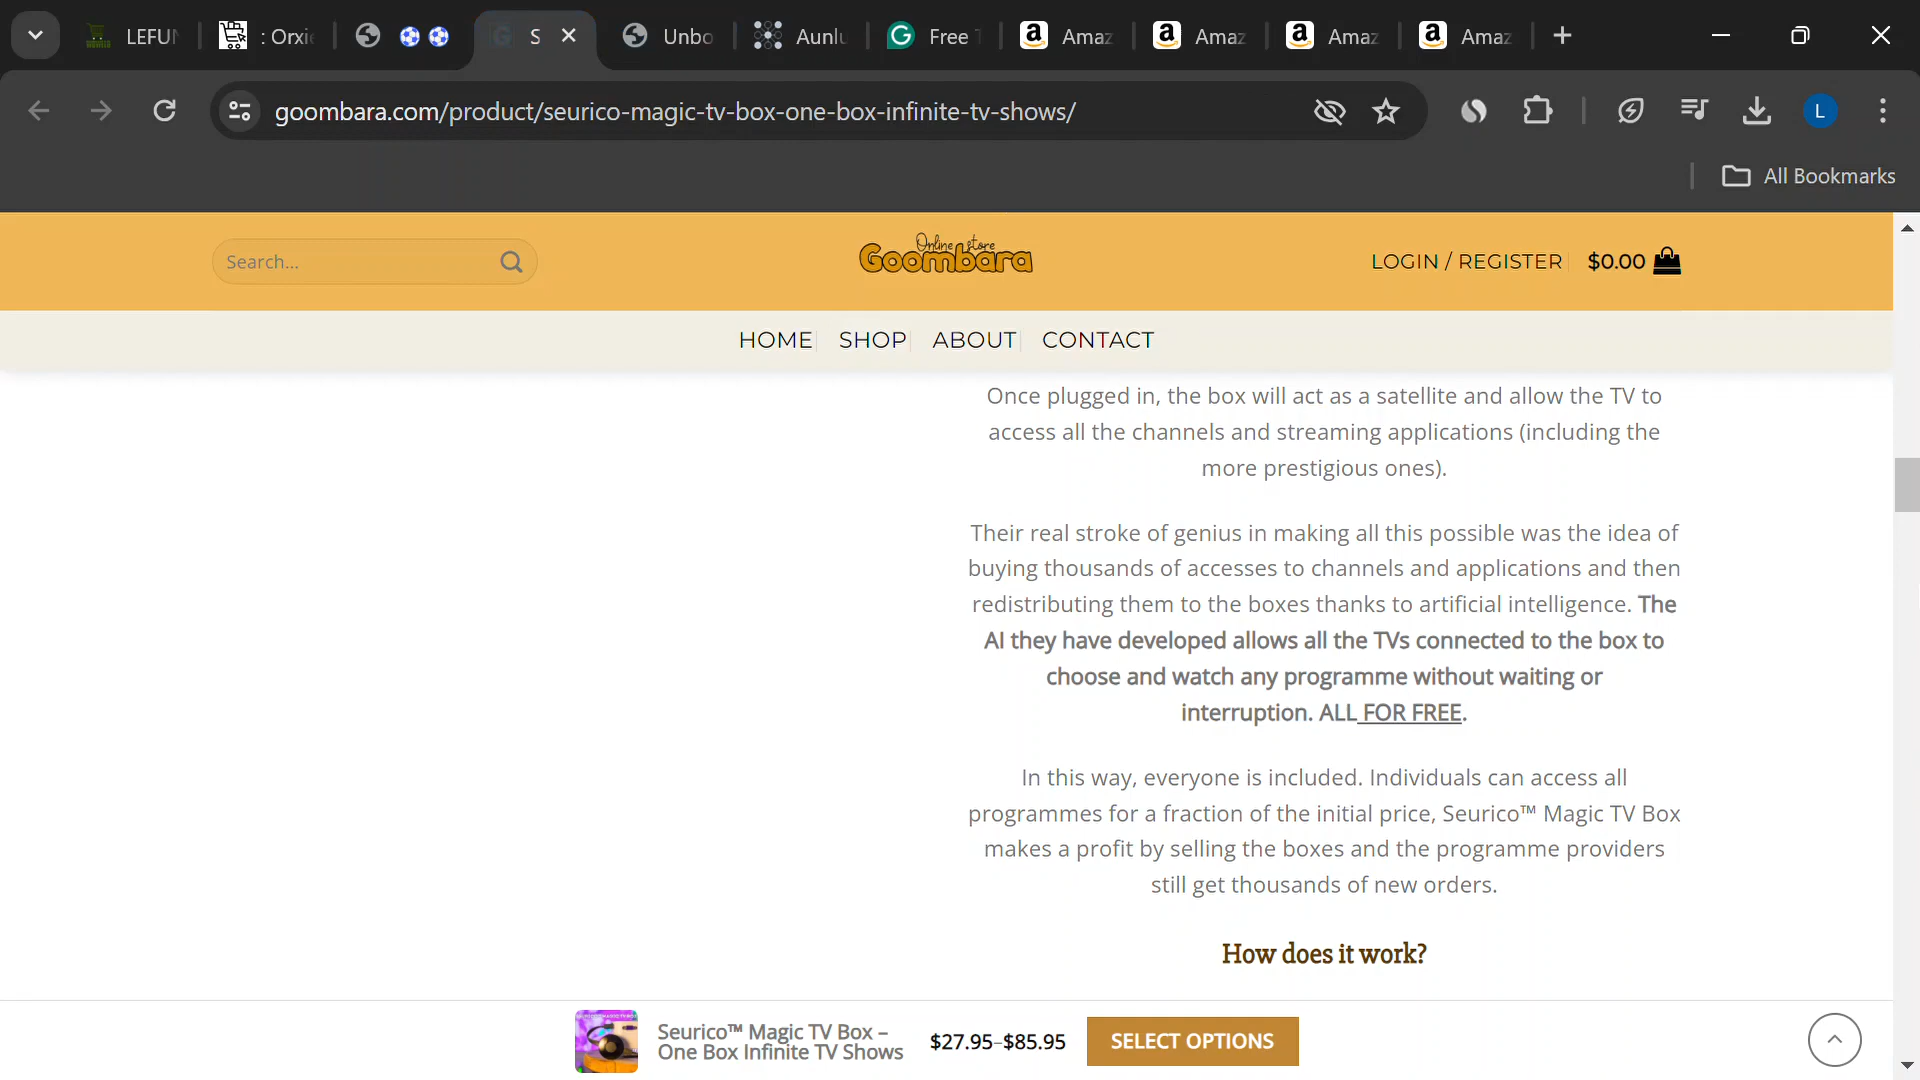 LEFUN
: Orxie
S
Unbo
Aunlu
Free T
Amaz
Amaz
Amaz
Amaz
goombara.com/product/seurico-magic-tv-box-one-box-infinite-tv-shows/
L
All Bookmarks
Search...
Online store
Goombara
LOGIN / REGISTER
$0.00
HOME
SHOP
ABOUT
CONTACT
Once plugged in, the box will act as a satellite and allow the TV to
access all the channels and streaming applications (including the
more prestigious ones).
Their real stroke of genius in making all this possible was the idea of
buying thousands of accesses to channels and applications and then
redistributing them to the boxes thanks to artificial intelligence. The
AI they have developed allows all the TVs connected to the box to
choose and watch any programme without waiting or
interruption. ALL FOR FREE.
In this way, everyone is included. Individuals can access all
programmes for a fraction of the initial price, Seurico™ Magic TV Box
makes a profit by selling the boxes and the programme providers
still get thousands of new orders.
How does it work?
Seurico™ Magic TV Box –
One Box Infinite TV Shows
$27.95–$85.95
SELECT OPTIONS